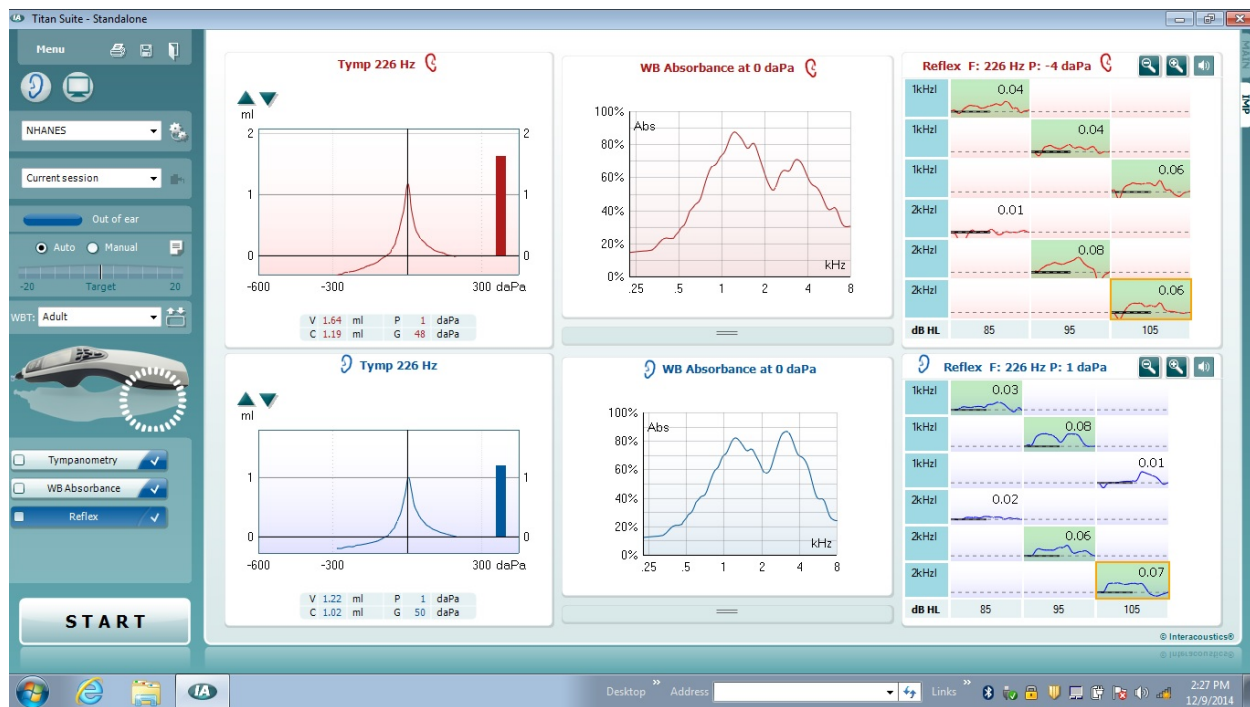 Titan Suite - Standalone
Menu
NHANES
Current session
Out of ear
Auto Manual
-20 Target 20
WBT: Adult
Tympanometry
WB Absorbance
Reflex
START
Tymp 226 Hz
ml
2 2
1 1
0 0
-600 -300 300 daPa
V 1.64 ml P 1 daPa
C 1.19 ml G 48 daPa
WB Absorbance at 0 daPa
100%
Abs
80%
60%
40%
20%
kHz
0%
.25 .5 1 2 4 8
Reflex F: 226 Hz P: -4 daPa
1kHzI 0.04
1kHzI 0.04
1kHzI 0.06
2kHzI 0.01
2kHzI 0.08
2kHzI 0.06
dB HL 85 95 105
Tymp 226 Hz
ml
1 1
0 0
-600 -300 300 daPa
V 1.22 ml P 1 daPa
C 1.02 ml G 50 daPa
WB Absorbance at 0 daPa
100%
Abs
80%
60%
40%
20%
kHz
0%
.25 .5 1 2 4 8
Reflex F: 226 Hz P: 1 daPa
1kHzI 0.03
1kHzI 0.08
1kHzI 0.01
2kHzI 0.02
2kHzI 0.06
2kHzI 0.07
dB HL 85 95 105
MAIN
IMP
© Interacoustics®
IA
Desktop » Address Links »
2:27 PM
12/9/2014